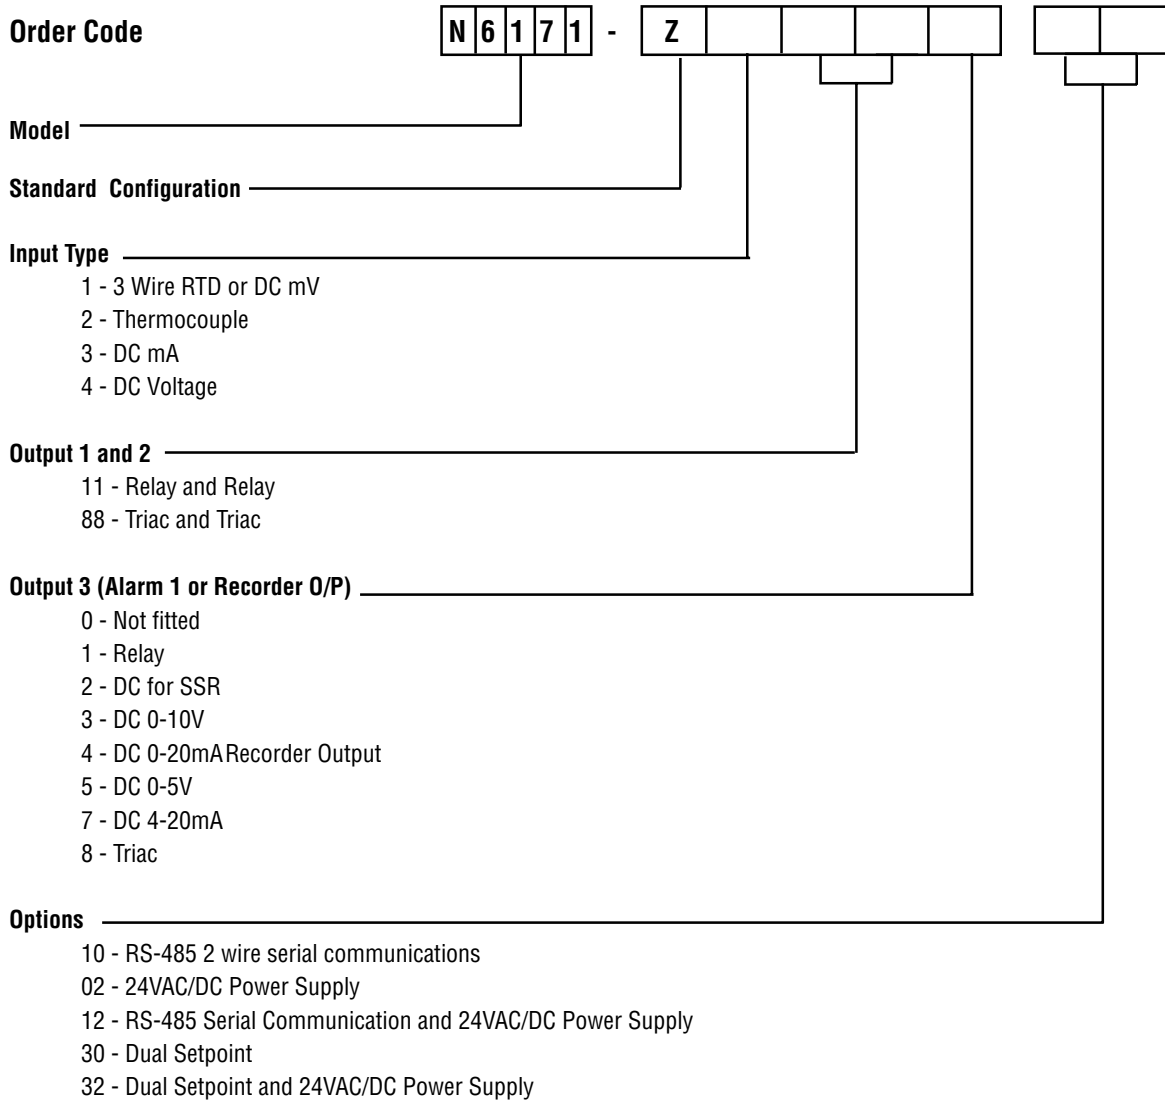 Order Code N6171 - Z
Model
Standard Configuration
Input Type
1 - 3 Wire RTD or DC mV
2 - Thermocouple
3 - DC mA
4 - DC Voltage
Output 1 and 2
11 - Relay and Relay
88 - Triac and Triac
Output 3 (Alarm 1 or Recorder O/P)
0 - Not fitted
1 - Relay
2 - DC for SSR
3 - DC 0-10V
4 - DC 0-20mA Recorder Output
5 - DC 0-5V
7 - DC 4-20mA
8 - Triac
Options
10 - RS-485 2 wire serial communications
02 - 24VAC/DC Power Supply
12 - RS-485 Serial Communication and 24VAC/DC Power Supply
30 - Dual Setpoint
32 - Dual Setpoint and 24VAC/DC Power Supply